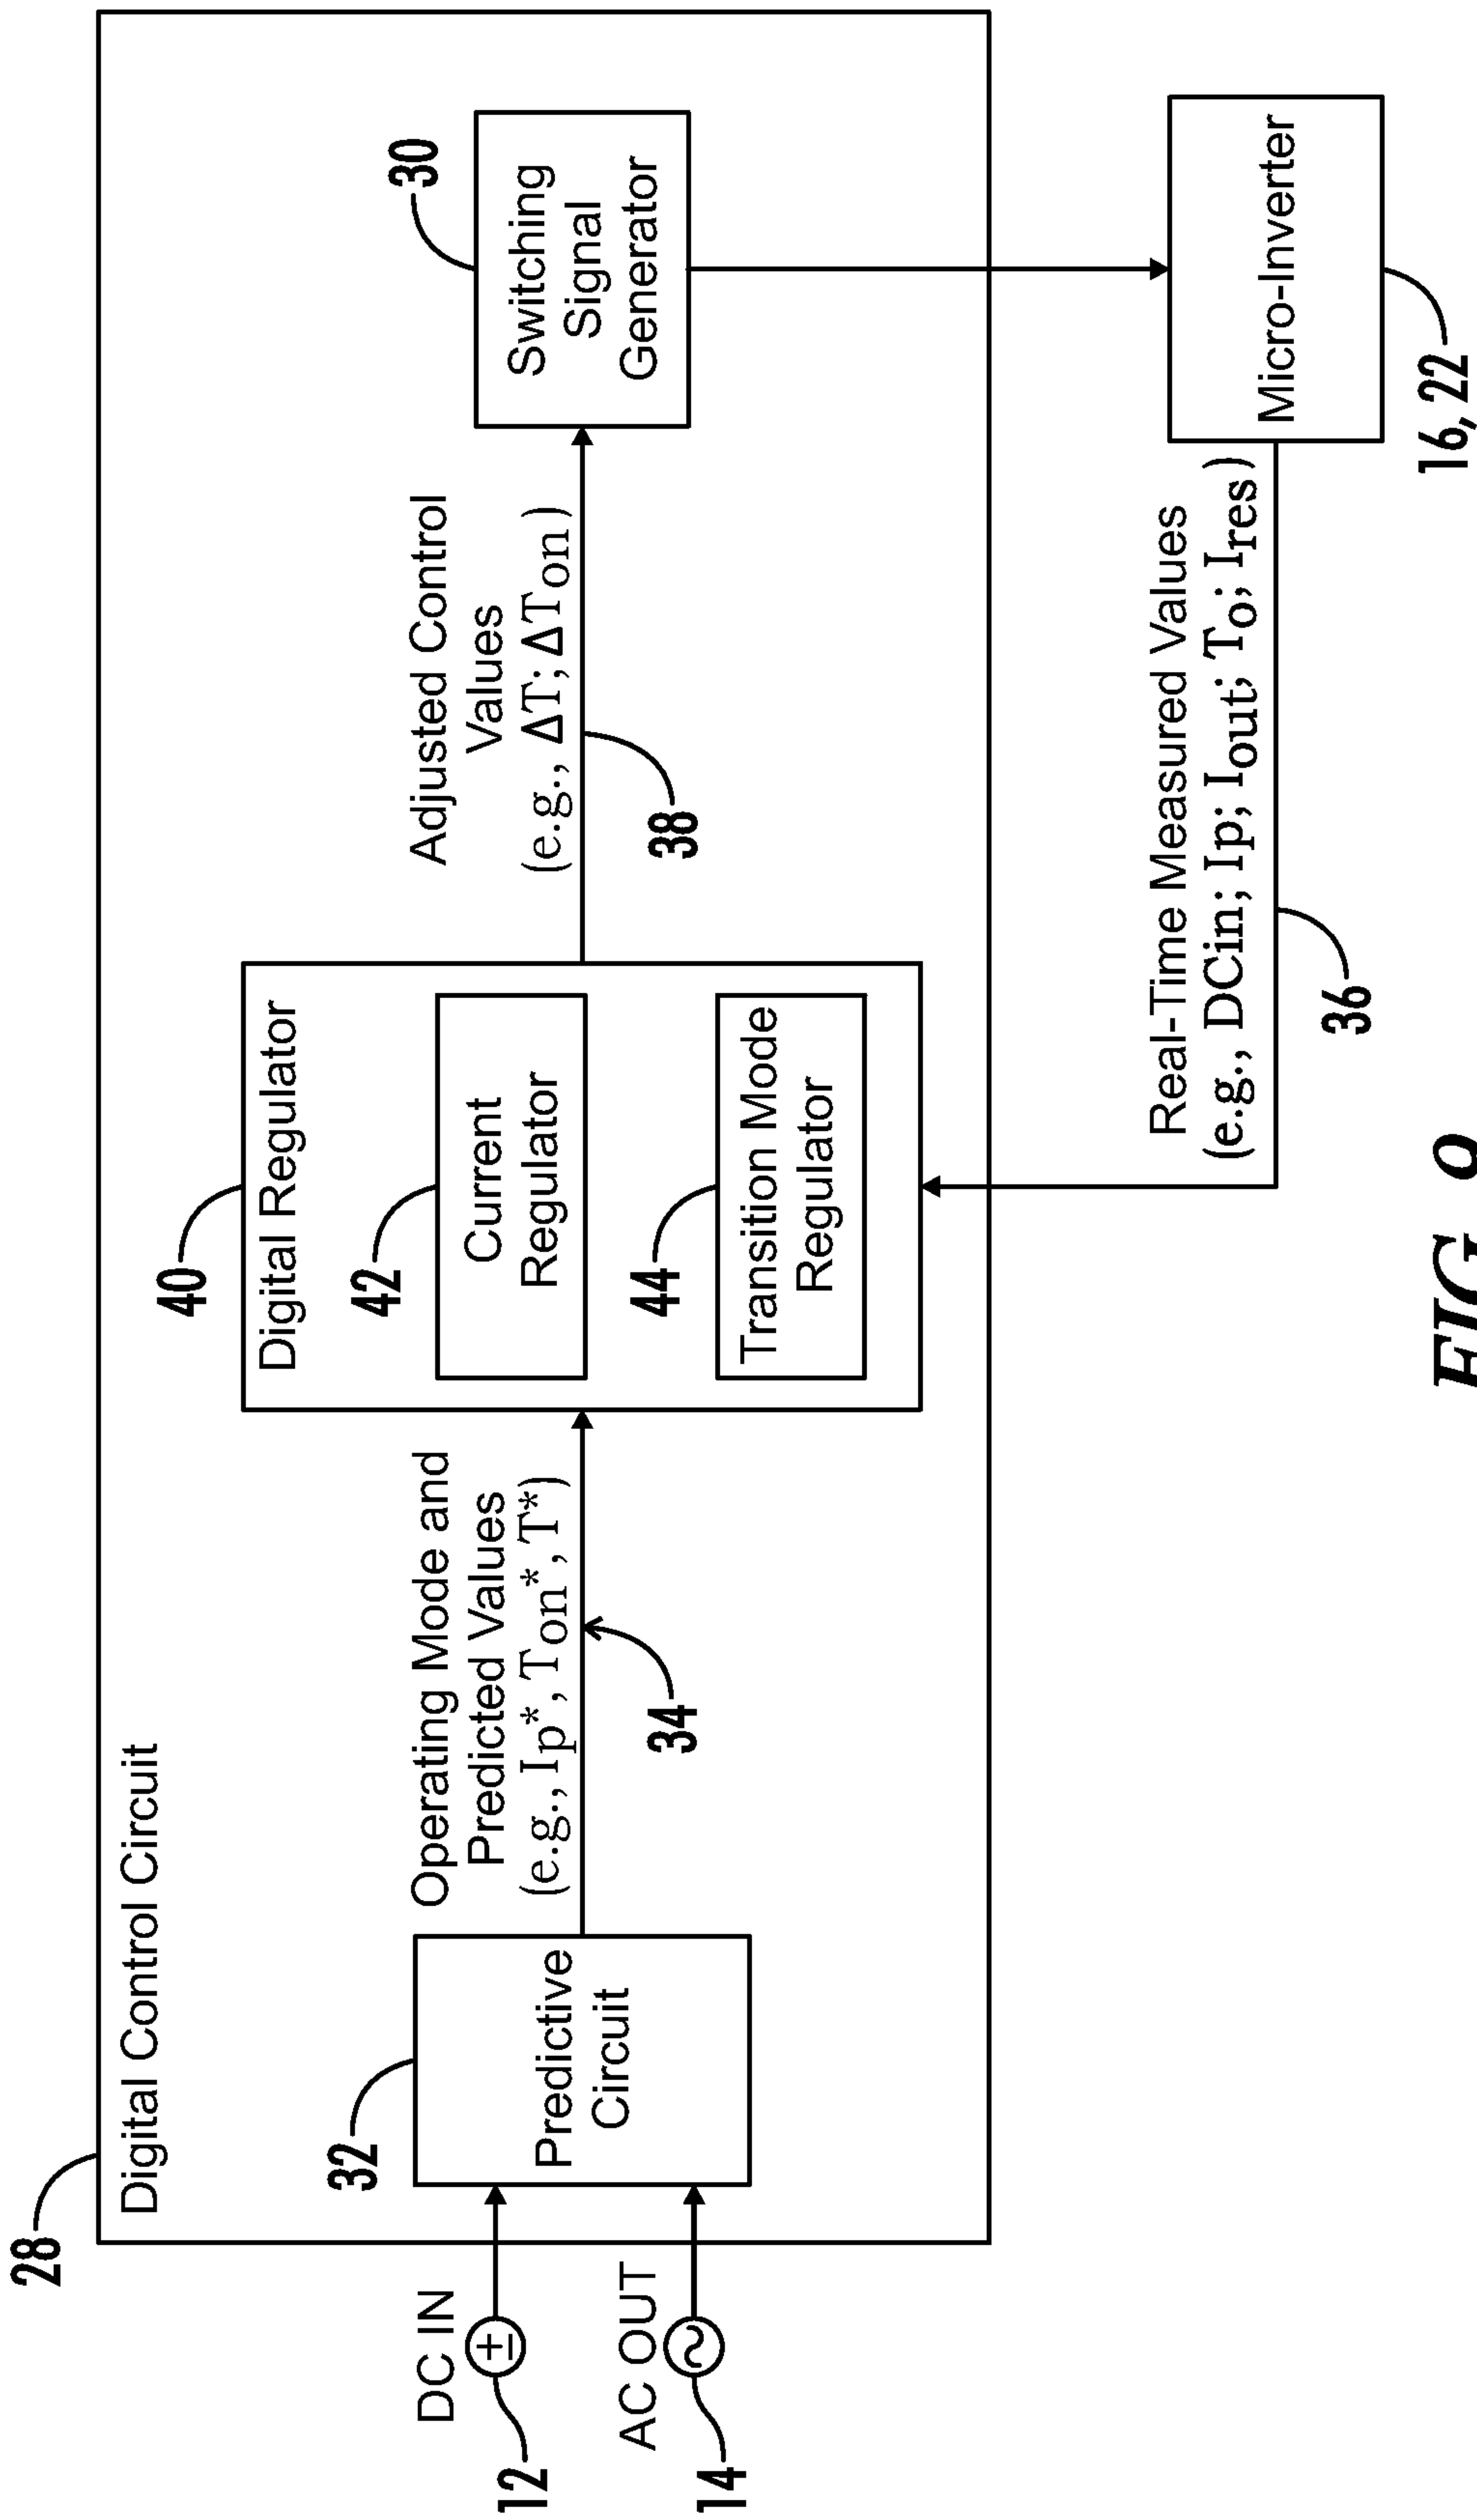 28
Digital Control Circuit
DC IN
12
AC OUT
14
32
Predictive
Circuit
Operating Mode and
Predicted Values
(e.g., Ip*, Ton*, T*)
34
40
Digital Regulator
42
Current
Regulator
44
Transition Mode
Regulator
Adjusted Control
Values
(e.g., ΔT; ΔTon)
38
30
Switching
Signal
Generator
Real-Time Measured Values
(e.g., DCin; Ip; Iout; To; Ires)
36
Micro-Inverter
16, 22